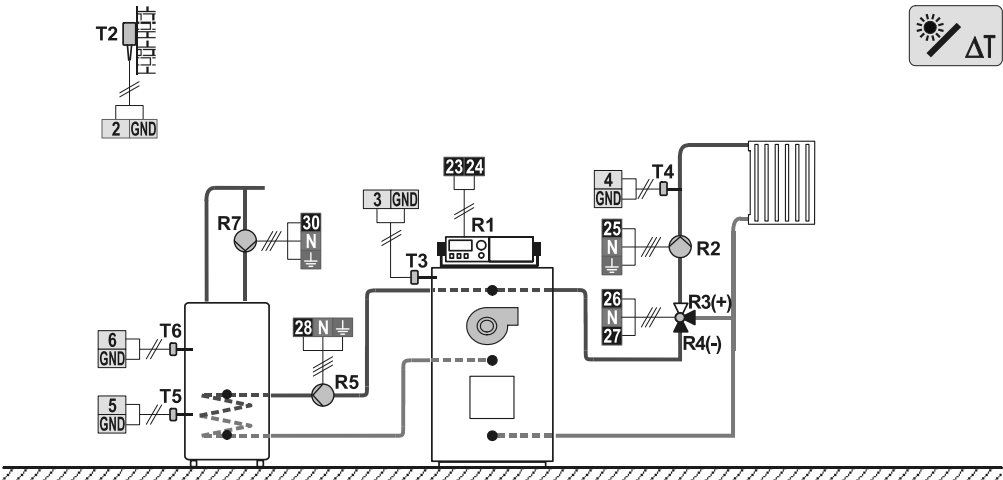 T2
2 GND
ΔT
23 24
R1
3 GND
T3
4
GND
T4
25
N
R2
26
N
27
R3(+)
R4(-)
R7
30
N
28 N
R5
6
GND
T6
5
GND
T5